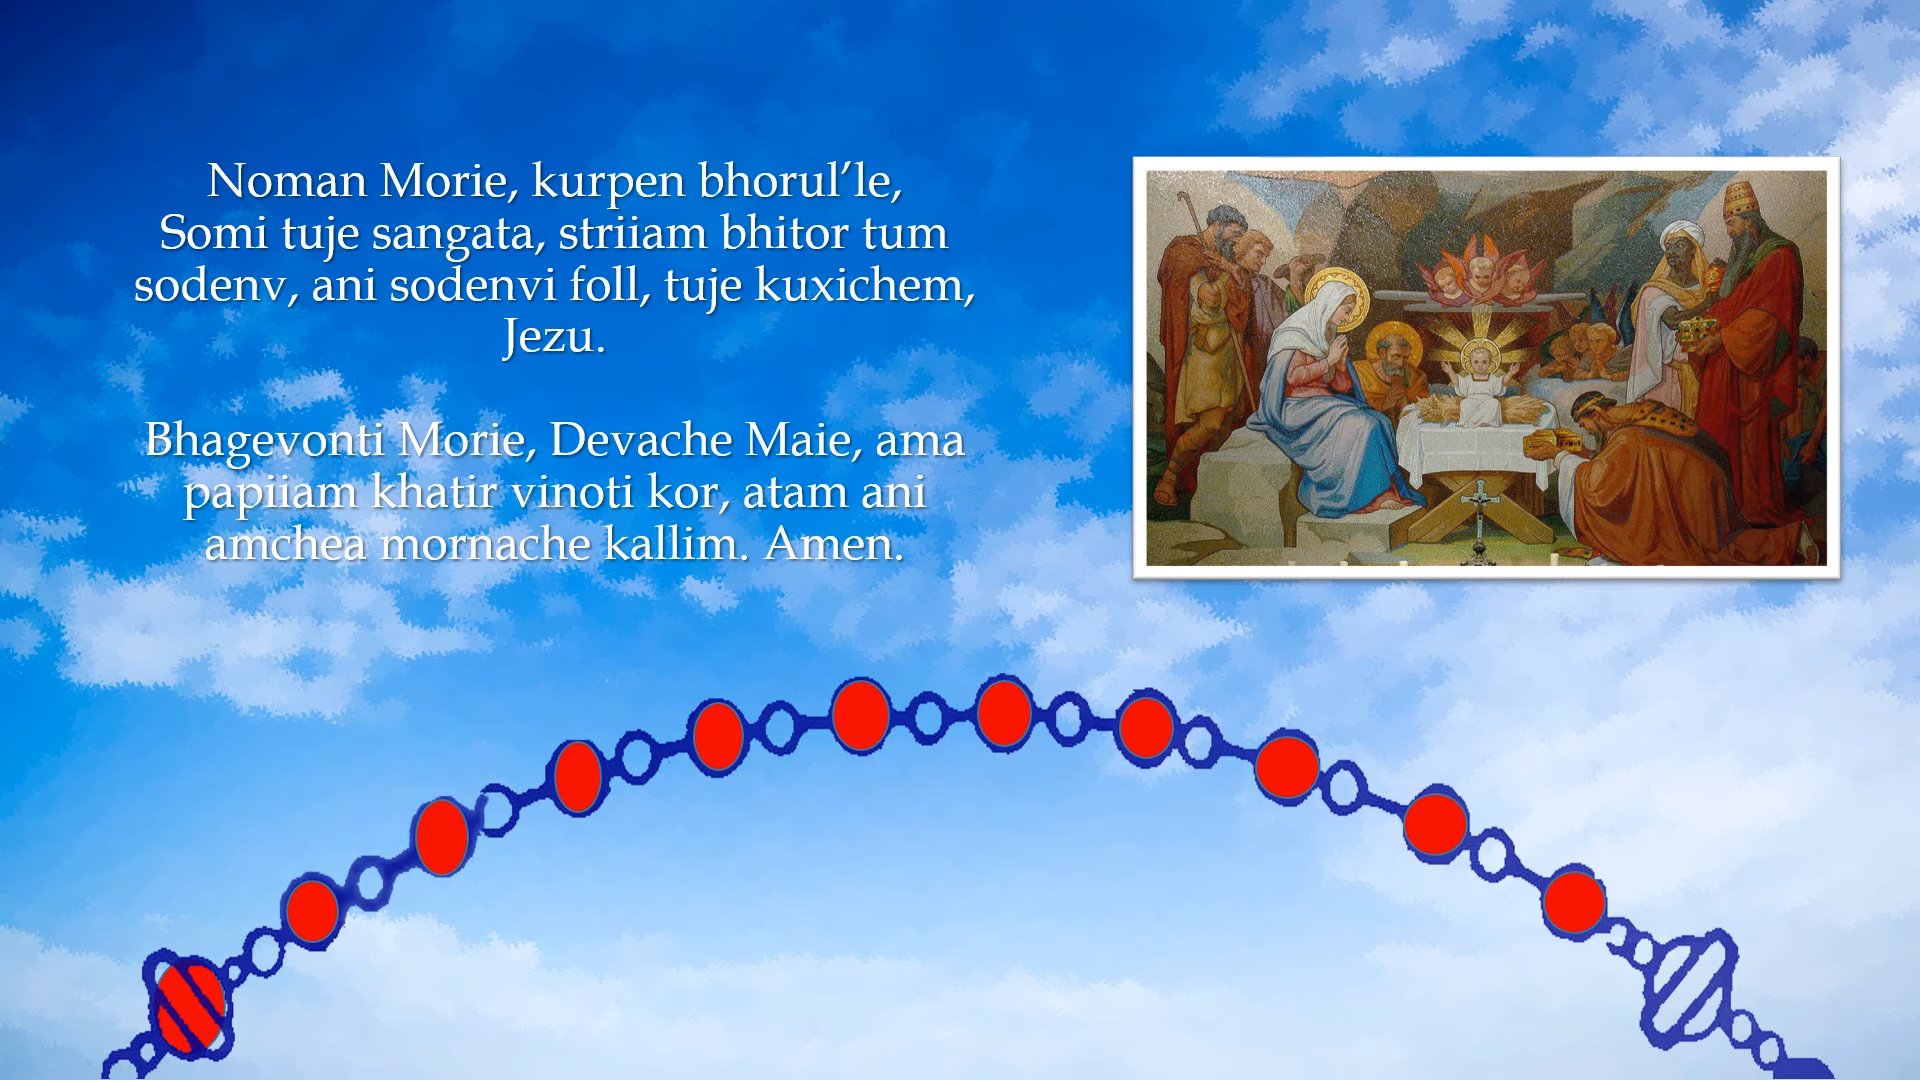 Noman Morie, kurpen bhorul’le,
Somi tuje sangata, striiam bhitor tum
sodenv, ani sodenvi foll, tuje kuxichem,
Jezu.
Bhagevonti Morie, Devache Maie, ama
papiiam khatir vinoti kor, atam ani
amchea mornache kallim. Amen.